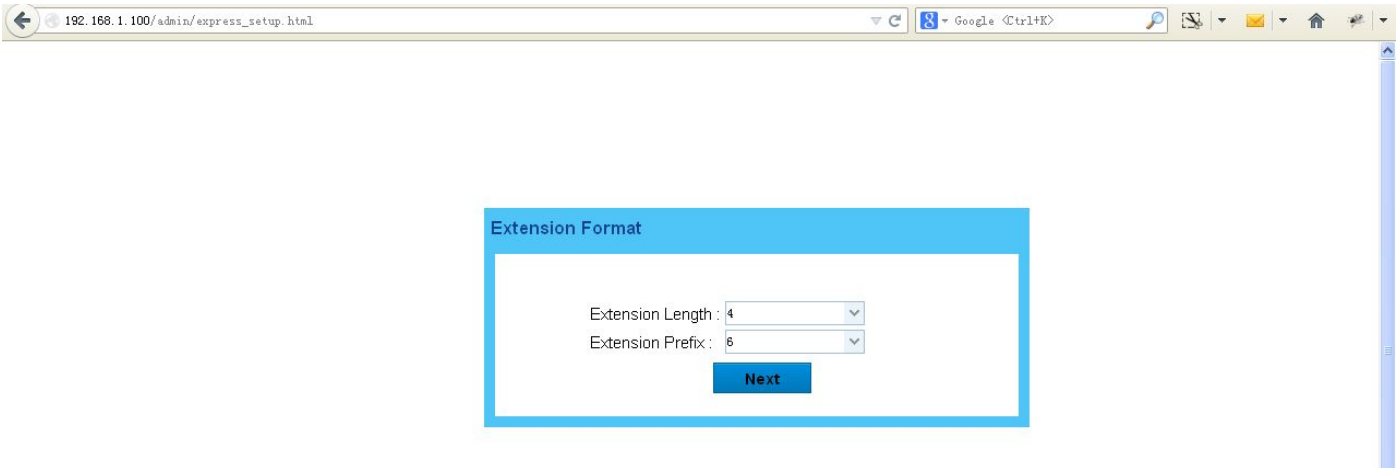 192.168.1.100/admin/express_setup.html
Google <Ctrl+K>
Extension Format
Extension Length : 4
Extension Prefix : 6
Next